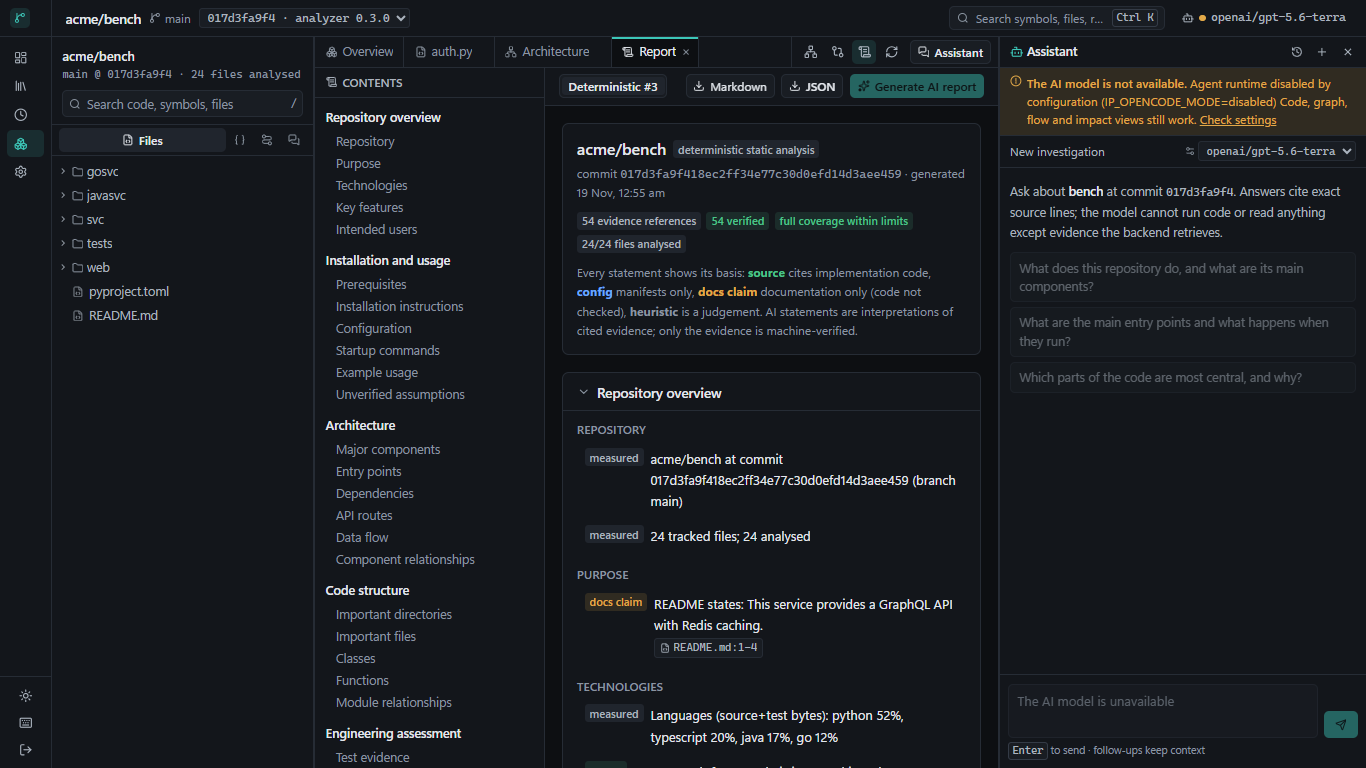 acme/bench main 017d3fa9f4 · analyzer 0.3.0
Search symbols, files, r... Ctrl K
openai/gpt-5.6-terra
acme/bench
main @ 017d3fa9f4 · 24 files analysed
Search code, symbols, files /
Files
gosvc
javasvc
svc
tests
web
pyproject.toml
README.md
Overview
auth.py
Architecture
Report ×
Assistant
CONTENTS
Repository overview
Repository
Purpose
Technologies
Key features
Intended users
Installation and usage
Prerequisites
Installation instructions
Configuration
Startup commands
Example usage
Unverified assumptions
Architecture
Major components
Entry points
Dependencies
API routes
Data flow
Component relationships
Code structure
Important directories
Important files
Classes
Functions
Module relationships
Engineering assessment
Test evidence
Deterministic #3
Markdown
JSON
Generate AI report
acme/bench deterministic static analysis
commit 017d3fa9f418ec2ff34e77c30d0efd14d3aee459 · generated
19 Nov, 12:55 am
54 evidence references 54 verified full coverage within limits
24/24 files analysed
Every statement shows its basis: source cites implementation code,
config manifests only, docs claim documentation only (code not
checked), heuristic is a judgement. AI statements are interpretations of
cited evidence; only the evidence is machine-verified.
Repository overview
REPOSITORY
measured acme/bench at commit
017d3fa9f418ec2ff34e77c30d0efd14d3aee459 (branch
main)
measured 24 tracked files; 24 analysed
PURPOSE
docs claim README states: This service provides a GraphQL API
with Redis caching.
README.md:1–4
TECHNOLOGIES
measured Languages (source+test bytes): python 52%,
typescript 20%, java 17%, go 12%
Assistant
The AI model is not available. Agent runtime disabled by
configuration (IP_OPENCODE_MODE=disabled) Code, graph,
flow and impact views still work. Check settings
New investigation openai/gpt-5.6-terra
Ask about bench at commit 017d3fa9f4. Answers cite exact
source lines; the model cannot run code or read anything
except evidence the backend retrieves.
What does this repository do, and what are its main
components?
What are the main entry points and what happens when
they run?
Which parts of the code are most central, and why?
The AI model is unavailable
Enter to send · follow-ups keep context